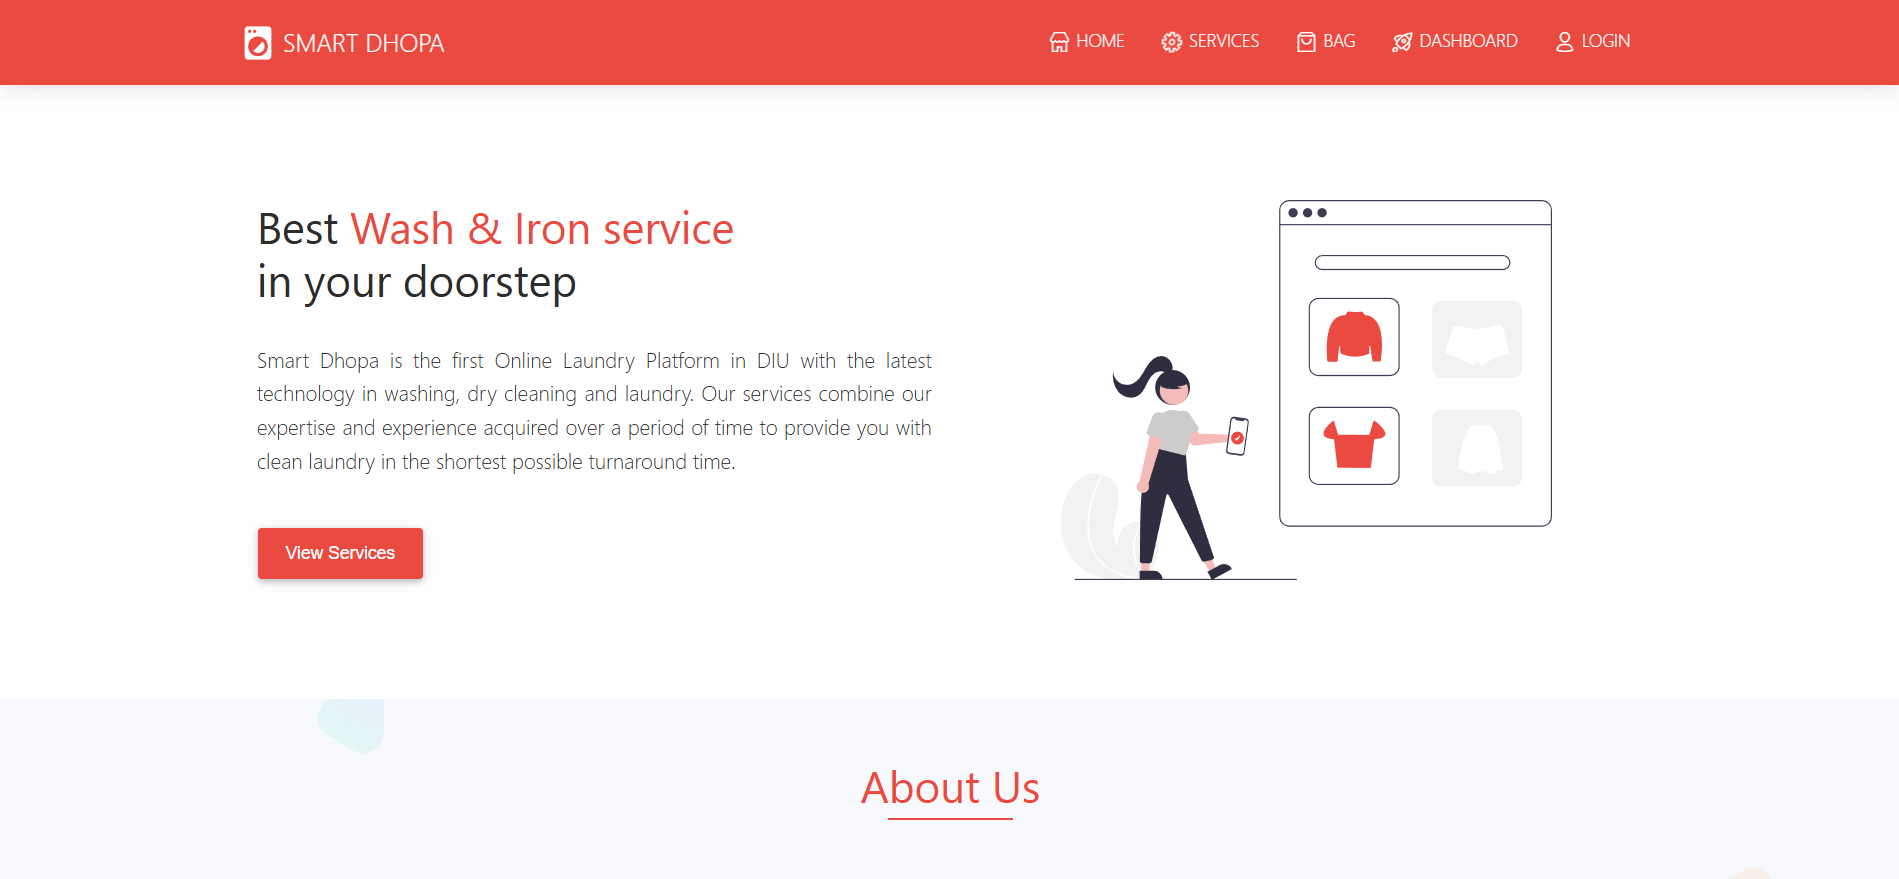 SMART DHOPA
HOME
SERVICES
BAG
DASHBOARD
LOGIN
Best Wash & Iron service
in your doorstep
Smart Dhopa is the first Online Laundry Platform in DIU with the latest
technology in washing, dry cleaning and laundry. Our services combine our
expertise and experience acquired over a period of time to provide you with
clean laundry in the shortest possible turnaround time.
View Services
About Us